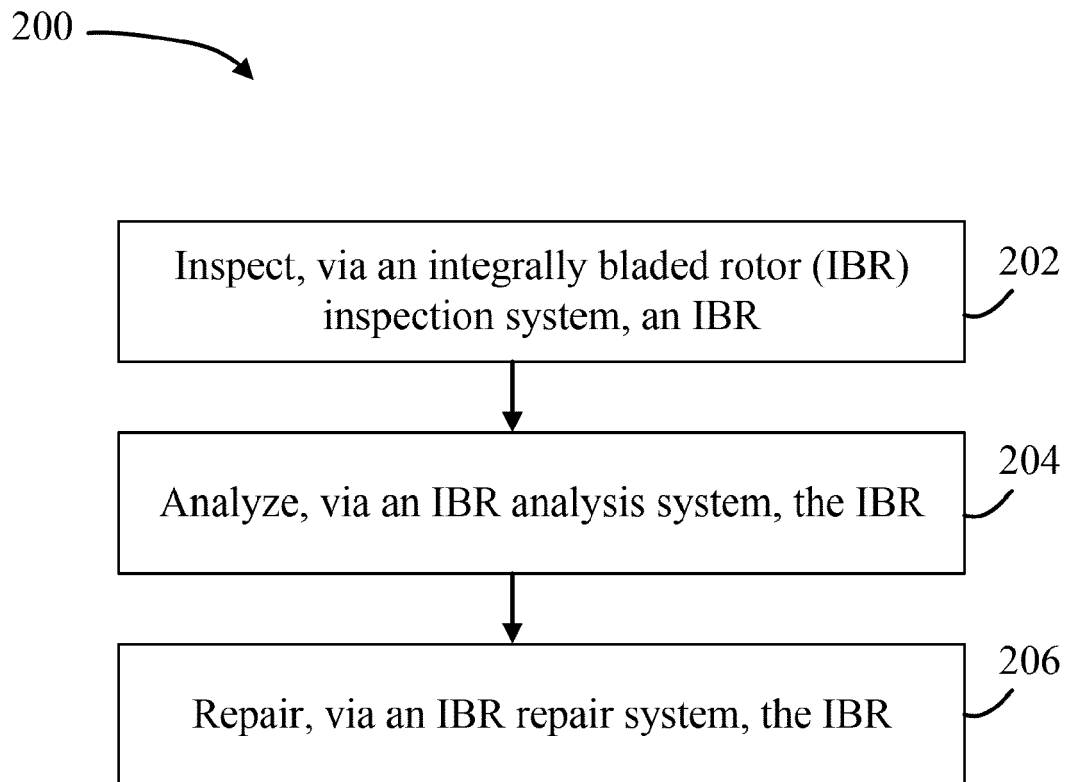 200
Inspect, via an integrally bladed rotor (IBR)
inspection system, an IBR
202
Analyze, via an IBR analysis system, the IBR
204
Repair, via an IBR repair system, the IBR
206